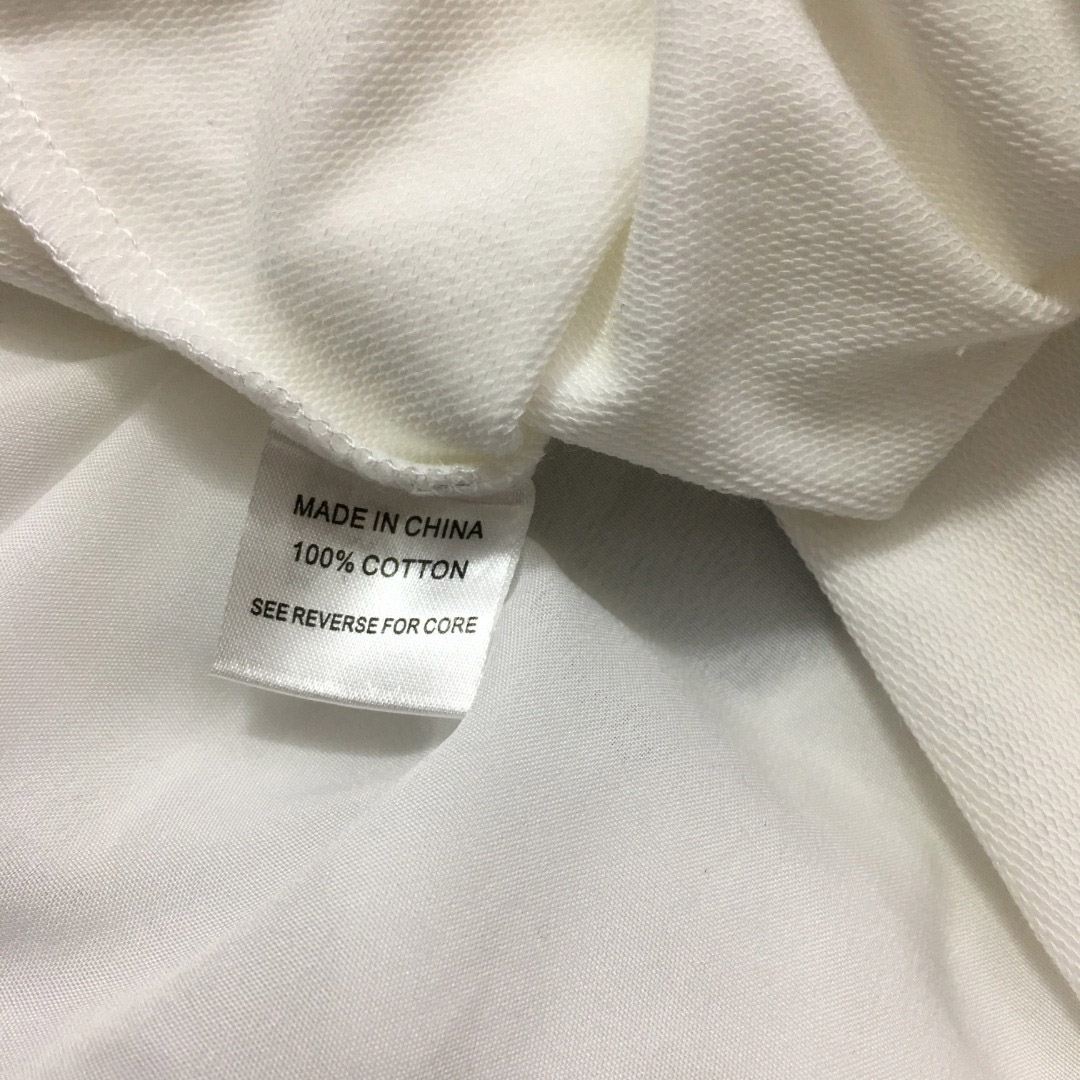 MADE IN CHINA
100% COTTON
SEE REVERSE FOR CORE